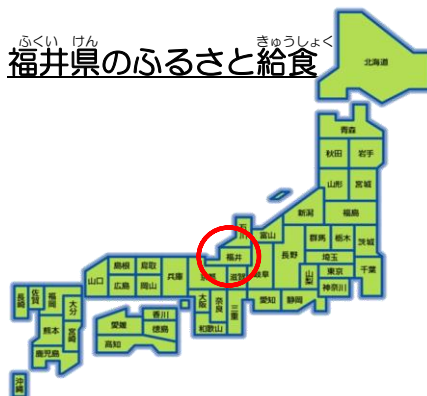 ふくい けん きゅうしょく
福井県のふるさと給食
北海道
青森
秋田 岩手
山形 宮城
新潟 福島
石川 富山 群馬 栃木 茨城
福井 長野 埼玉
島根 鳥取 兵庫 京都 滋賀 岐阜 山梨 東京 千葉
山口 広島 岡山 神奈川
大阪 奈良 三重 愛知 静岡
和歌山
長崎 佐賀 福岡 大分
香川
愛媛 徳島
高知
熊本 宮崎
鹿児島
沖縄